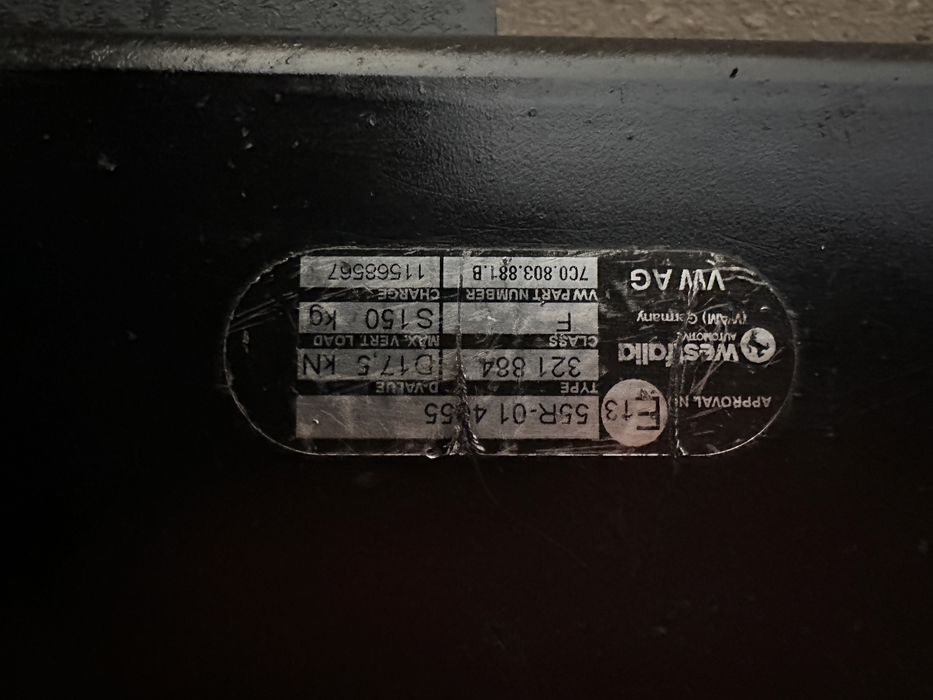 APPROVAL NO
E13 55R-01
TYPE D-VALUE
westfalia
AUTOMOTIVE
321 884 D17,5 kN
CLASS MAX. VERT LOAD
(WAM) Germany
F S150 kg
VW PART NUMBER CHARGE
VW AG
7C0.803.881.B 11568567